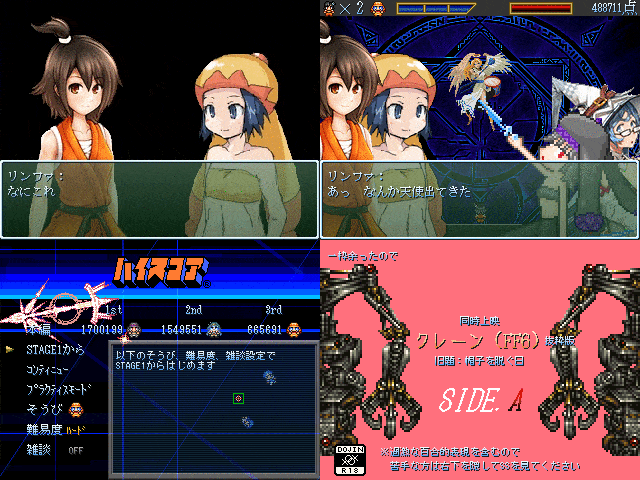 リンファ：
なにこれ
× 2
488711点
リンファ：
あっ なんか天使出てきた
ハイスコア
1st 2nd 3rd
本編 1700199 1549551 665691
STAGE1から
コンティニュー
プラクティスモード
そうび
難易度 ハード
雑談 OFF
以下のそうび、難易度、雑談設定で
STAGE1からはじめます
一枠余ったので
同時上映
クレーン（FF6）
旧題：帽子を脱ぐ日
SIDE.A
DOJIN
R18
※過激な百合的表現を含むので
苦手な方は右下を隠してSSを見てください